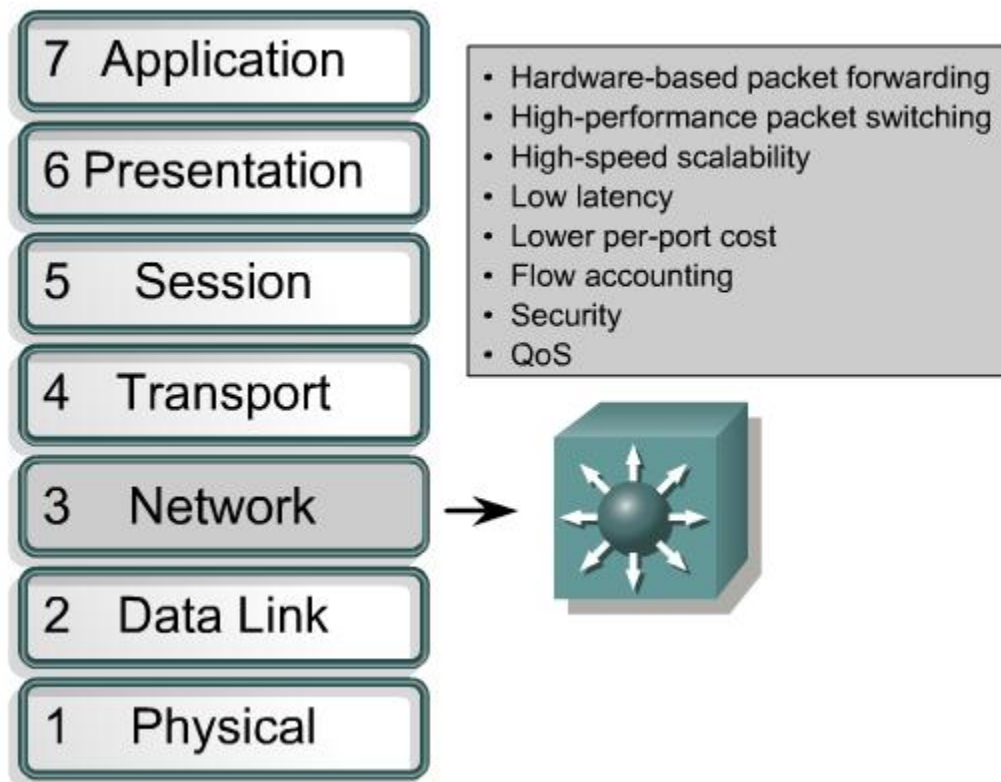 7 Application
6 Presentation
5 Session
4 Transport
3 Network
2 Data Link
1 Physical
• Hardware-based packet forwarding
• High-performance packet switching
• High-speed scalability
• Low latency
• Lower per-port cost
• Flow accounting
• Security
• QoS